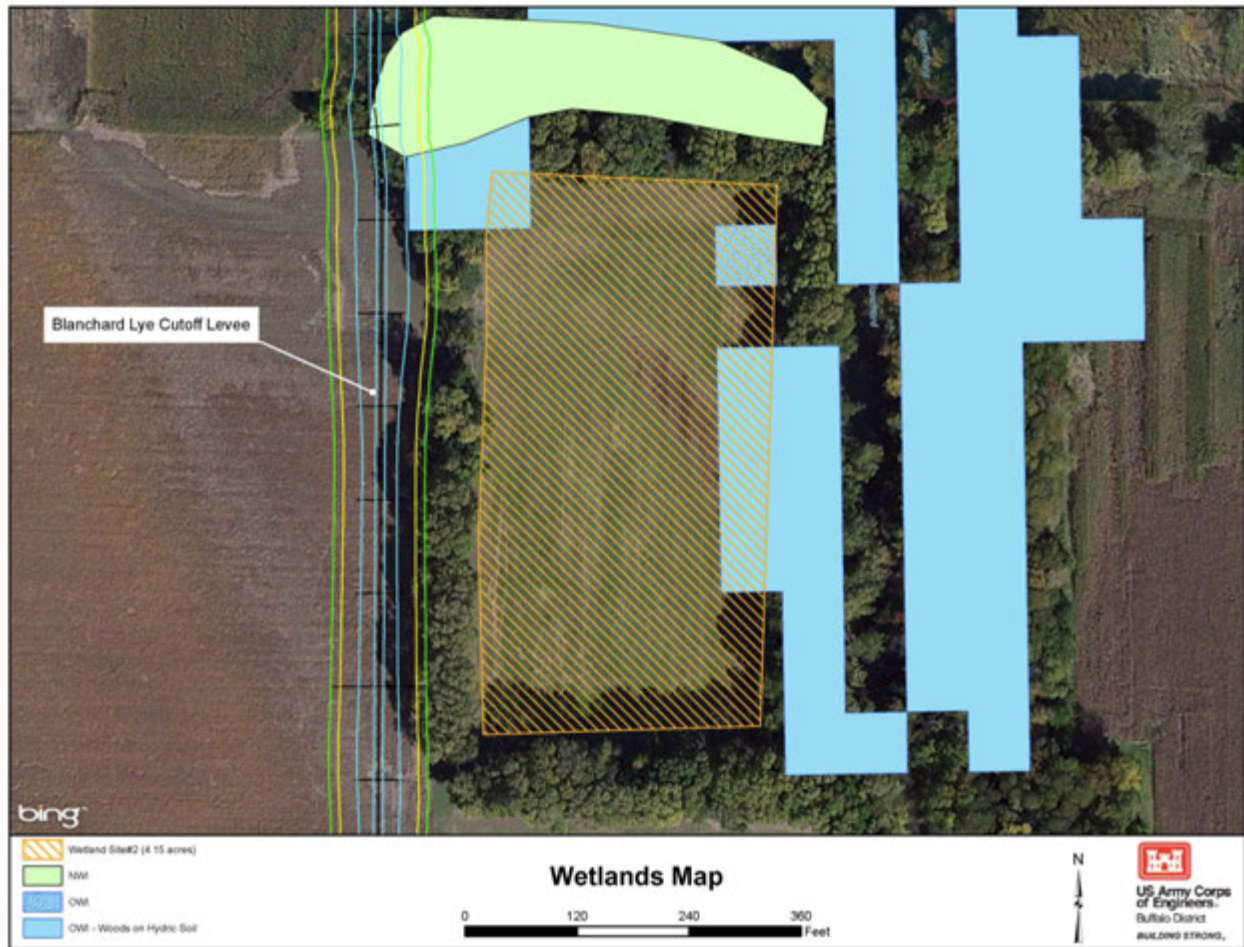 Blanchard Lye Cutoff Levee
bing™
Wetland Site#2 (4.15 acres)
NWI
OWI
OWI - Woods on Hydric Soil
Wetlands Map
0 120 240 360
Feet
N
US Army Corps
of Engineers®
Buffalo District
BUILDING STRONG®